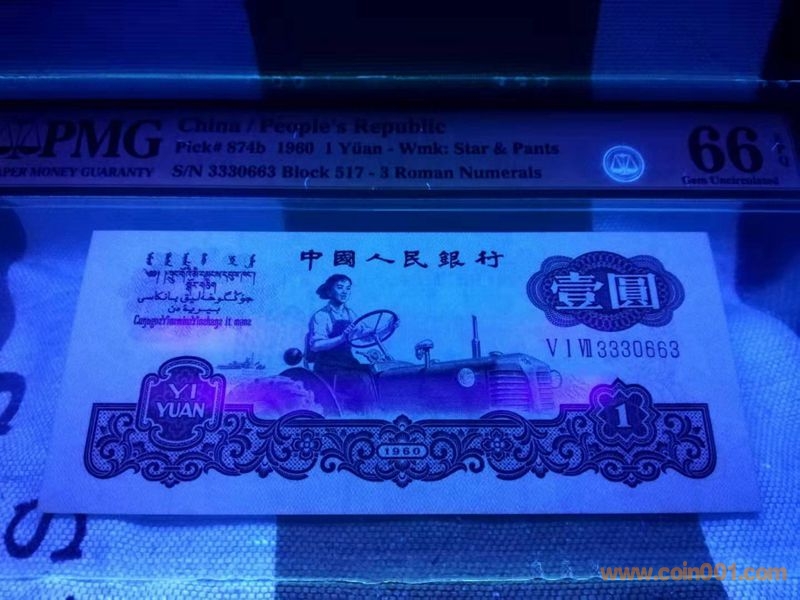 China / People's Republic
PMG Pick# 874b 1960 1 Yüan - Wmk: Star & Pants
PAPER MONEY GUARANTY S/N 3330663 Block 517 - 3 Roman Numerals
66 EPQ
Gem Uncirculated
中國人民銀行
壹圓
V I VII 3330663
YI
YUAN
1
1960
www.coin001.com